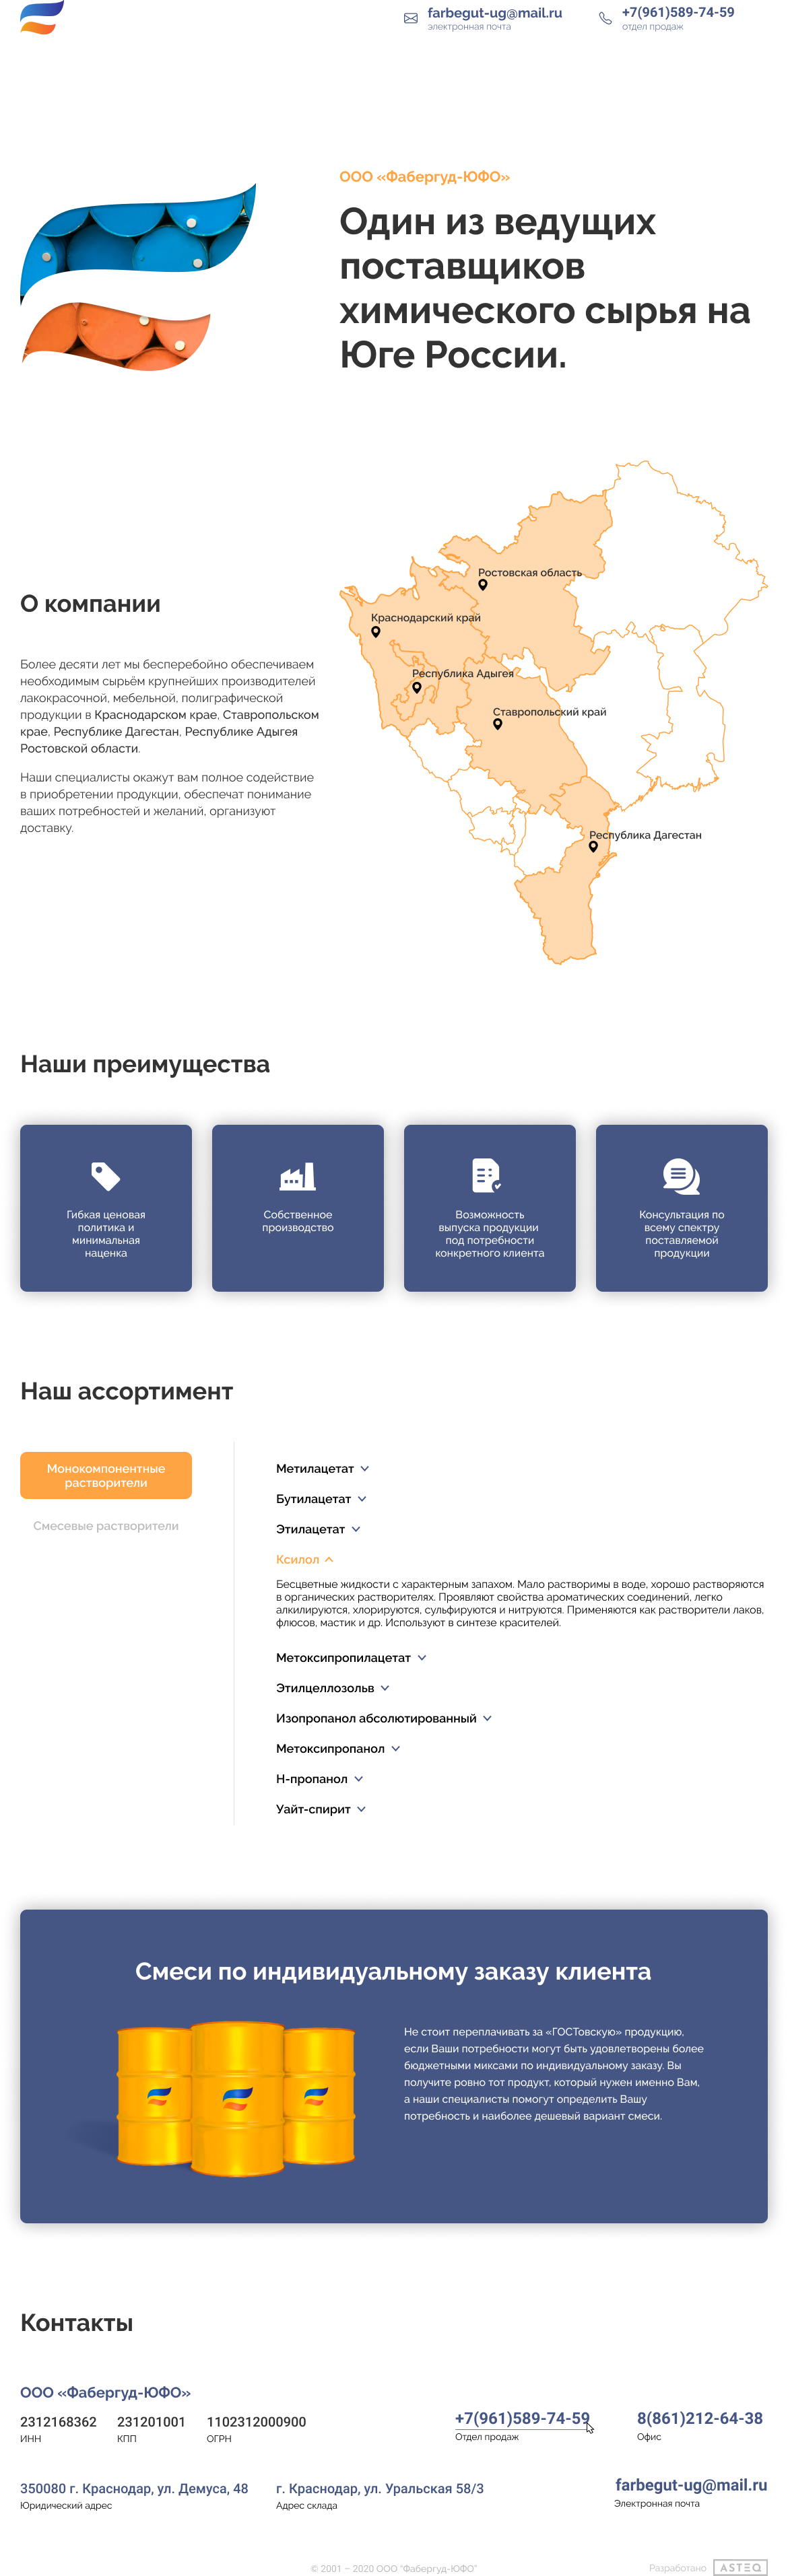 farbegut-ug@mail.ru
электронная почта
+7(961)589-74-59
отдел продаж
ООО «Фабергуд-ЮФО»
Один из ведущих
поставщиков
химического сырья на
Юге России.
Ростовская область
Краснодарский край
Республика Адыгея
Ставропольский край
Республика Дагестан
О компании
Более десяти лет мы бесперебойно обеспечиваем
необходимым сырьём крупнейших производителей
лакокрасочной, мебельной, полиграфической
продукции в Краснодарском крае, Ставропольском
крае, Республике Дагестан, Республике Адыгея
Ростовской области.
Наши специалисты окажут вам полное содействие
в приобретении продукции, обеспечат понимание
ваших потребностей и желаний, организуют
доставку.
Наши преимущества
Гибкая ценовая
политика и
минимальная
наценка
Собственное
производство
Возможность
выпуска продукции
под потребности
конкретного клиента
Консультация по
всему спектру
поставляемой
продукции
Наш ассортимент
Монокомпонентные
растворители
Смесевые растворители
Метилацетат
Бутилацетат
Этилацетат
Ксилол
Бесцветные жидкости с характерным запахом. Мало растворимы в воде, хорошо растворяются
в органических растворителях. Проявляют свойства ароматических соединений, легко
алкилируются, хлорируются, сульфируются и нитруются. Применяются как растворители лаков,
флюсов, мастик и др. Используют в синтезе красителей.
Метоксипропилацетат
Этилцеллозольв
Изопропанол абсолютированный
Метоксипропанол
Н-пропанол
Уайт-спирит
Смеси по индивидуальному заказу клиента
Не стоит переплачивать за «ГОСТовскую» продукцию,
если Ваши потребности могут быть удовлетворены более
бюджетными миксами по индивидуальному заказу. Вы
получите ровно тот продукт, который нужен именно Вам,
а наши специалисты помогут определить Вашу
потребность и наиболее дешевый вариант смеси.
Контакты
ООО «Фабергуд-ЮФО»
2312168362 231201001 1102312000900
ИНН КПП ОГРН
+7(961)589-74-59
Отдел продаж
8(861)212-64-38
Офис
350080 г. Краснодар, ул. Демуса, 48
Юридический адрес
г. Краснодар, ул. Уральская 58/3
Адрес склада
farbegut-ug@mail.ru
Электронная почта
© 2001 – 2020 ООО "Фабергуд-ЮФО"
Разработано ASTEQ